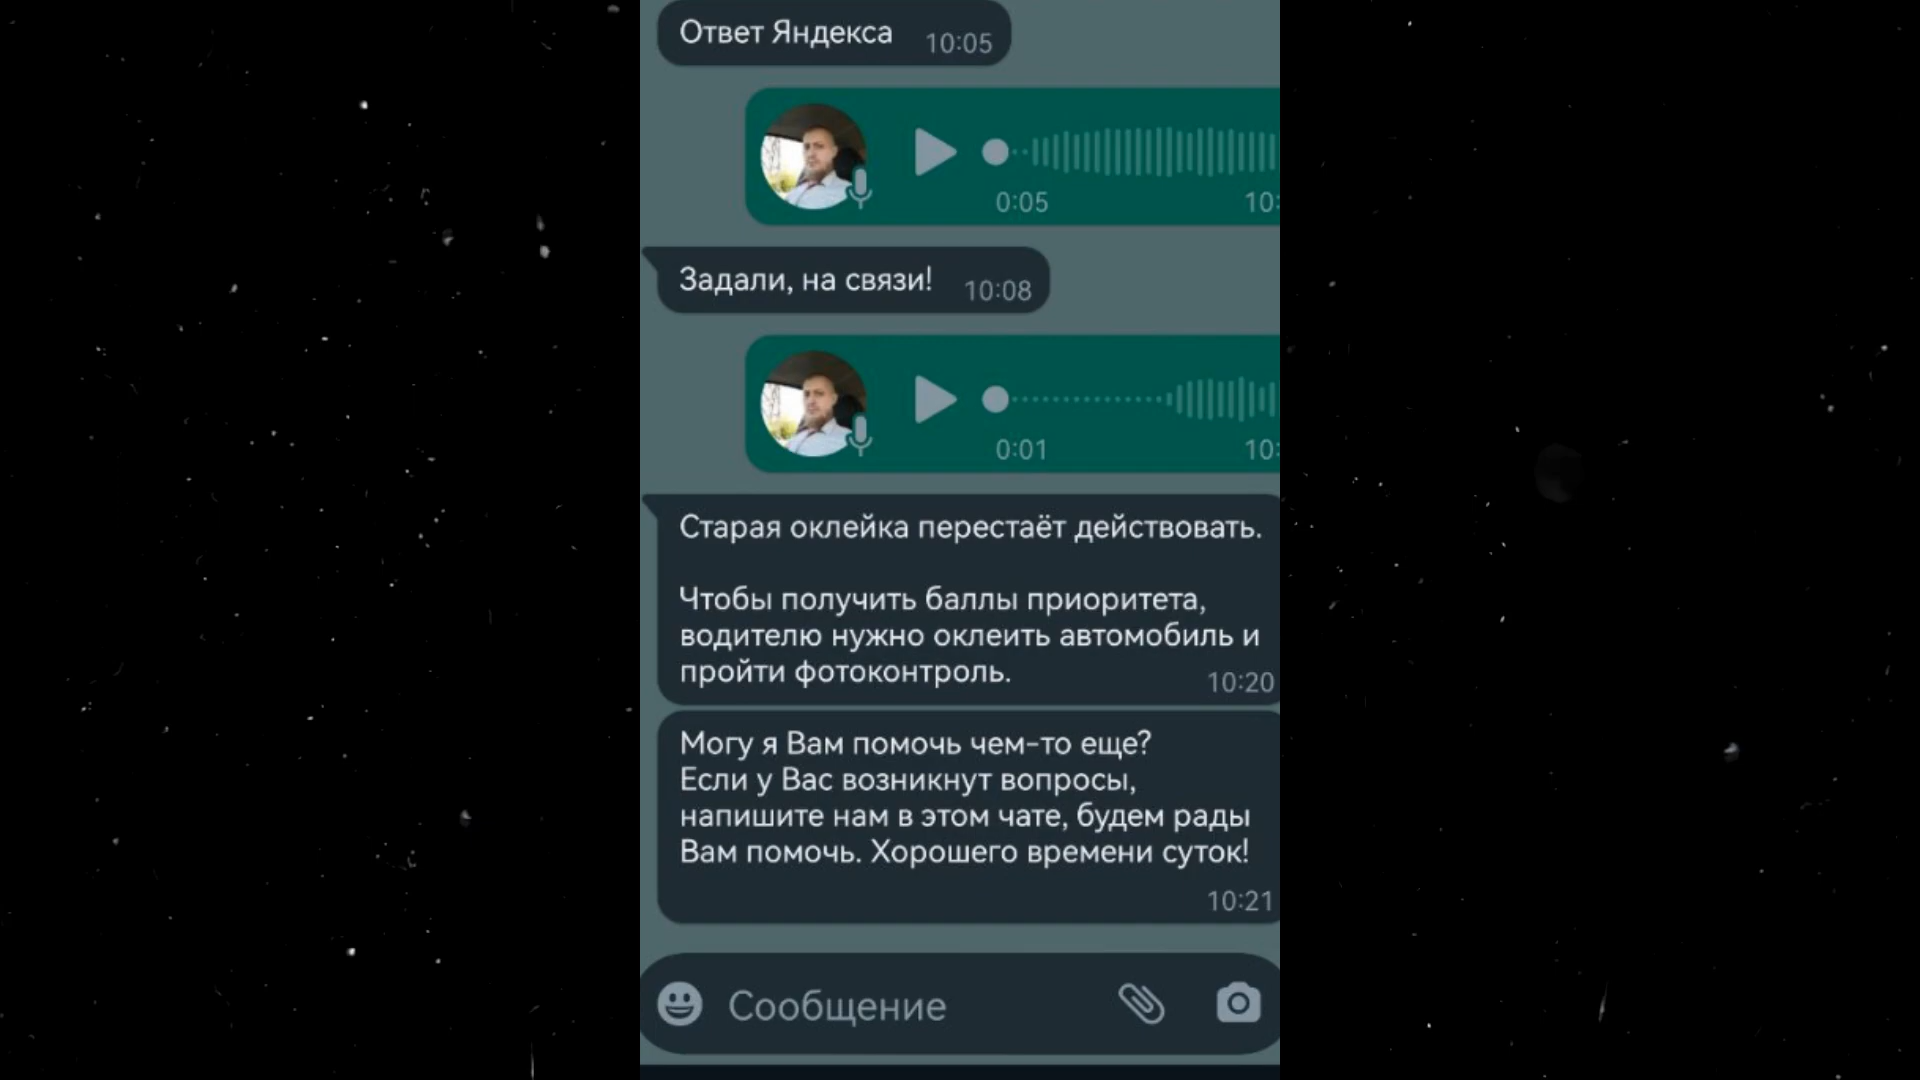 Ответ Яндекса 10:05
0:05 10:
Задали, на связи! 10:08
0:01 10:
Старая оклейка перестаёт действовать.
Чтобы получить баллы приоритета,
водителю нужно оклеить автомобиль и
пройти фотоконтроль. 10:20
Могу я Вам помочь чем-то еще?
Если у Вас возникнут вопросы,
напишите нам в этом чате, будем рады
Вам помочь. Хорошего времени суток!
10:21
Сообщение